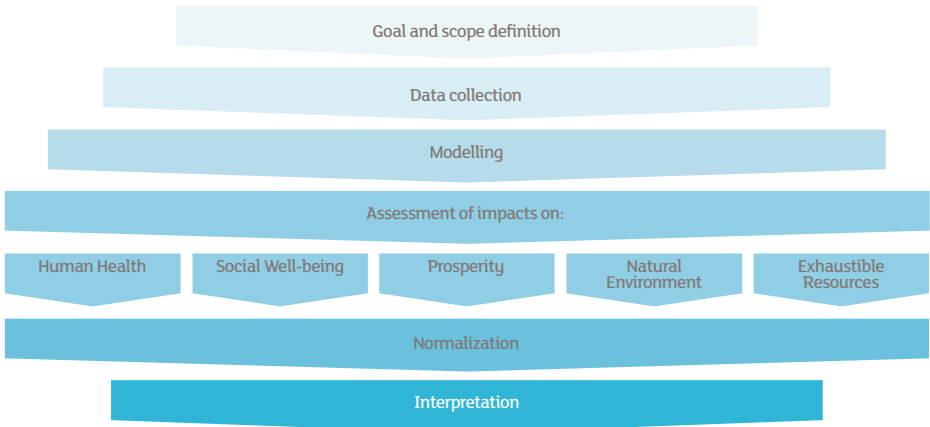 Goal and scope definition
Data collection
Modelling
Assessment of impacts on:
Human Health
Social Well-being
Prosperity
Natural
Environment
Exhaustible
Resources
Normalization
Interpretation